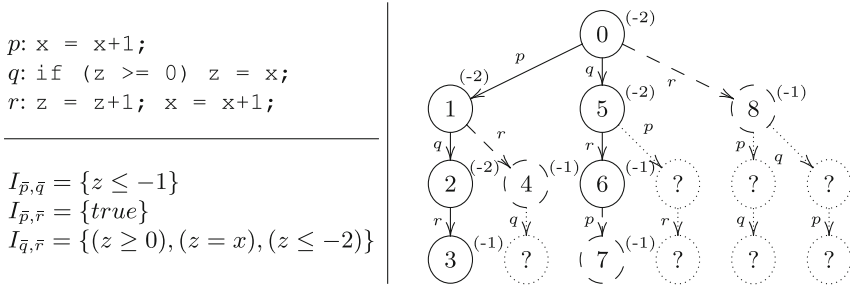 p: x = x+1;
q: if (z >= 0) z = x;
r: z = z+1; x = x+1;
I_{p̄,q̄} = {z ≤ −1}
I_{p̄,r̄} = {true}
I_{q̄,r̄} = {(z ≥ 0), (z = x), (z ≤ −2)}
0 (-2)
p q r
1 (-2) 5 (-2) 8 (-1)
q r r p p q
2 (-2) 4 (-1) 6 (-1) ? ? ?
r q p r q p
3 (-1) ? 7 (-1) ? ? ?